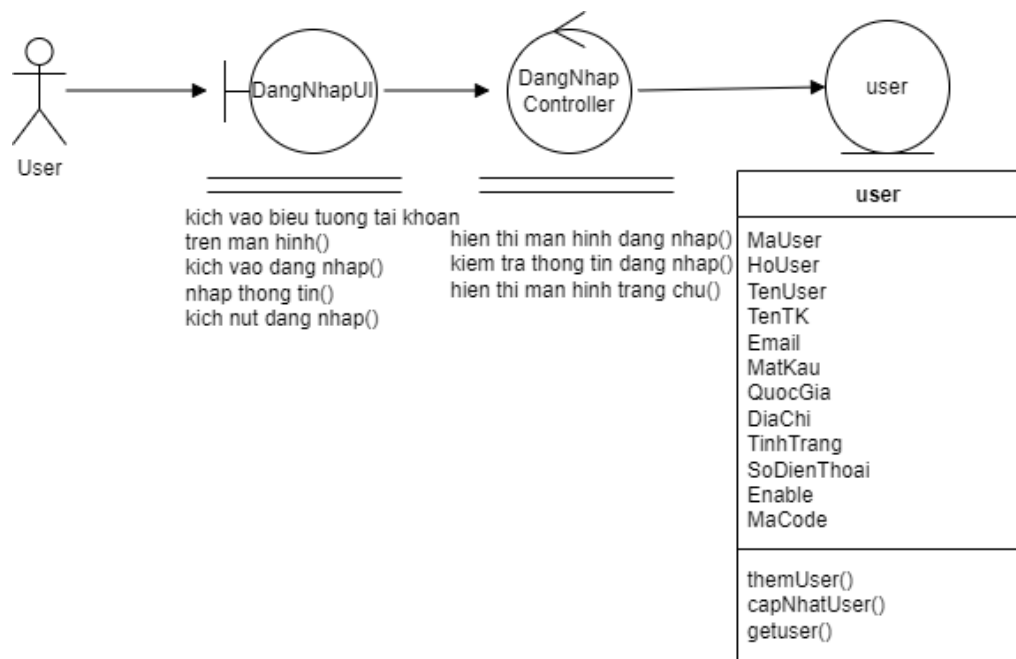 User
DangNhapUI
DangNhap
Controller
user
kich vao bieu tuong tai khoan
tren man hinh()
kich vao dang nhap()
nhap thong tin()
kich nut dang nhap()
hien thi man hinh dang nhap()
kiem tra thong tin dang nhap()
hien thi man hinh trang chu()
user
MaUser
HoUser
TenUser
TenTK
Email
MatKau
QuocGia
DiaChi
TinhTrang
SoDienThoai
Enable
MaCode
themUser()
capNhatUser()
getuser()